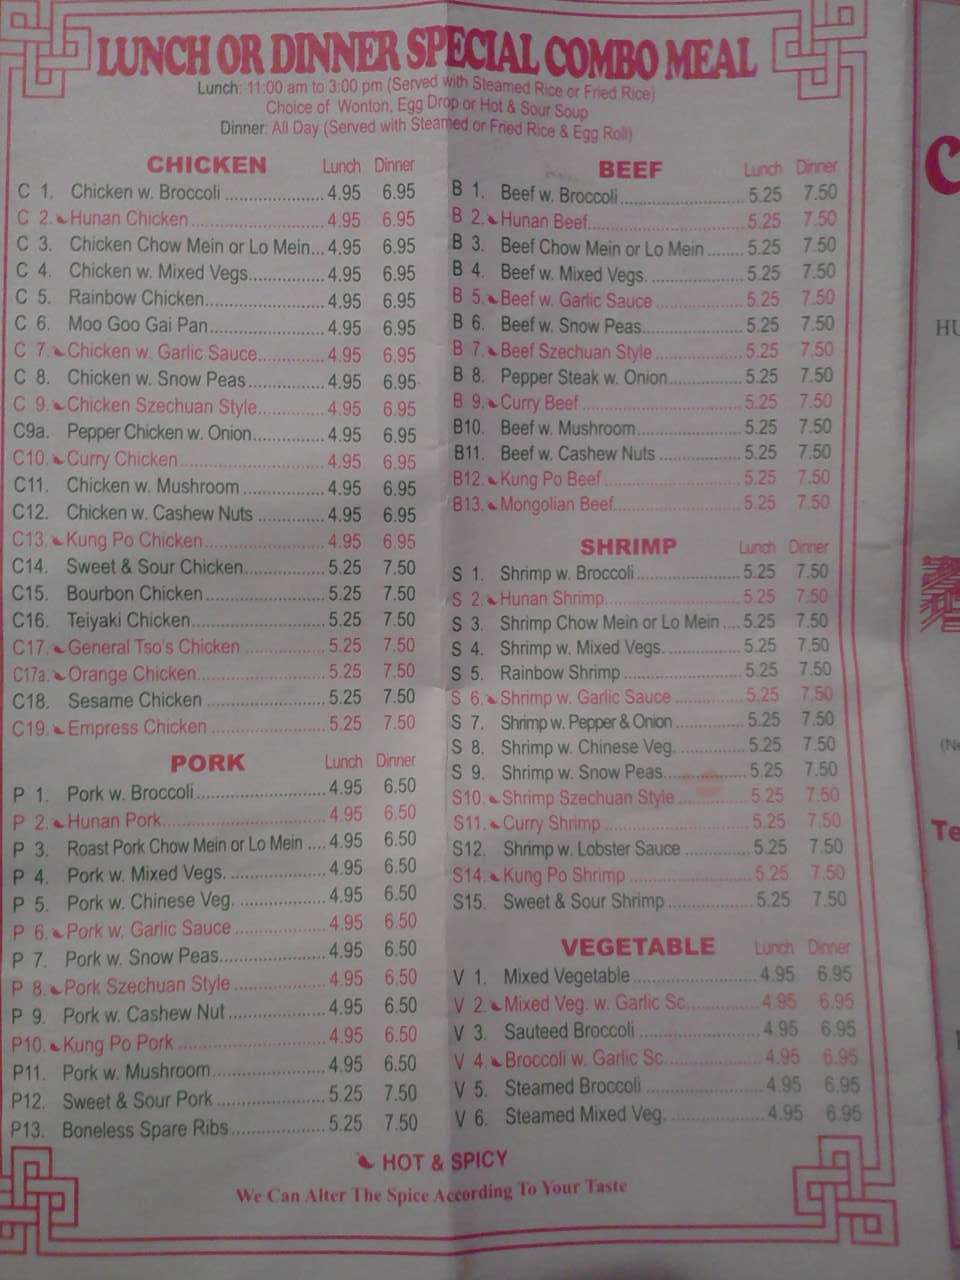 LUNCH OR DINNER SPECIAL COMBO MEAL
Lunch: 11:00 am to 3:00 pm (Served with Steamed Rice or Fried Rice)
Choice of Wonton, Egg Drop or Hot & Sour Soup
Dinner: All Day (Served with Steamed or Fried Rice & Egg Roll)
CHICKEN Lunch Dinner
C 1. Chicken w. Broccoli ..................... 4.95 6.95
C 2. Hunan Chicken ............................ 4.95 6.95
C 3. Chicken Chow Mein or Lo Mein... 4.95 6.95
C 4. Chicken w. Mixed Vegs................ 4.95 6.95
C 5. Rainbow Chicken......................... 4.95 6.95
C 6. Moo Goo Gai Pan........................ 4.95 6.95
C 7. Chicken w. Garlic Sauce.............. 4.95 6.95
C 8. Chicken w. Snow Peas ................ 4.95 6.95
C 9. Chicken Szechuan Style.............. 4.95 6.95
C9a. Pepper Chicken w. Onion............... 4.95 6.95
C10. Curry Chicken............................... 4.95 6.95
C11. Chicken w. Mushroom .................. 4.95 6.95
C12. Chicken w. Cashew Nuts .............. 4.95 6.95
C13. Kung Po Chicken......................... 4.95 6.95
C14. Sweet & Sour Chicken................. 5.25 7.50
C15. Bourbon Chicken......................... 5.25 7.50
C16. Teiyaki Chicken............................ 5.25 7.50
C17. General Tso's Chicken ................. 5.25 7.50
C17a. Orange Chicken.......................... 5.25 7.50
C18. Sesame Chicken ......................... 5.25 7.50
C19. Empress Chicken ........................ 5.25 7.50
PORK Lunch Dinner
P 1. Pork w. Broccoli ........................... 4.95 6.50
P 2. Hunan Pork.................................. 4.95 6.50
P 3. Roast Pork Chow Mein or Lo Mein .... 4.95 6.50
P 4. Pork w. Mixed Vegs. .................... 4.95 6.50
P 5. Pork w. Chinese Veg. ................... 4.95 6.50
P 6. Pork w. Garlic Sauce .................... 4.95 6.50
P 7. Pork w. Snow Peas....................... 4.95 6.50
P 8. Pork Szechuan Style .................... 4.95 6.50
P 9. Pork w. Cashew Nut ..................... 4.95 6.50
P10. Kung Po Pork ............................... 4.95 6.50
P11. Pork w. Mushroom........................ 4.95 6.50
P12. Sweet & Sour Pork ....................... 5.25 7.50
P13. Boneless Spare Ribs.................... 5.25 7.50
BEEF Lunch Dinner
B 1. Beef w. Broccoli........................... 5.25 7.50
B 2. Hunan Beef.................................. 5.25 7.50
B 3. Beef Chow Mein or Lo Mein ........ 5.25 7.50
B 4. Beef w. Mixed Vegs..................... 5.25 7.50
B 5. Beef w. Garlic Sauce ................... 5.25 7.50
B 6. Beef w. Snow Peas...................... 5.25 7.50
B 7. Beef Szechuan Style ................... 5.25 7.50
B 8. Pepper Steak w. Onion................ 5.25 7.50
B 9. Curry Beef ................................... 5.25 7.50
B10. Beef w. Mushroom....................... 5.25 7.50
B11. Beef w. Cashew Nuts .................. 5.25 7.50
B12. Kung Po Beef .............................. 5.25 7.50
B13. Mongolian Beef............................ 5.25 7.50
SHRIMP Lunch Dinner
S 1. Shrimp w. Broccoli ....................... 5.25 7.50
S 2. Hunan Shrimp.............................. 5.25 7.50
S 3. Shrimp Chow Mein or Lo Mein .... 5.25 7.50
S 4. Shrimp w. Mixed Vegs. ................ 5.25 7.50
S 5. Rainbow Shrimp .......................... 5.25 7.50
S 6. Shrimp w. Garlic Sauce ................ 5.25 7.50
S 7. Shrimp w. Pepper & Onion ............... 5.25 7.50
S 8. Shrimp w. Chinese Veg. ............... 5.25 7.50
S 9. Shrimp w. Snow Peas.................. 5.25 7.50
S10. Shrimp Szechuan Style ................ 5.25 7.50
S11. Curry Shrimp ................................ 5.25 7.50
S12. Shrimp w. Lobster Sauce .............. 5.25 7.50
S14. Kung Po Shrimp ........................... 5.25 7.50
S15. Sweet & Sour Shrimp ................... 5.25 7.50
VEGETABLE Lunch Dinner
V 1. Mixed Vegetable .......................... 4.95 6.95
V 2. Mixed Veg. w. Garlic Sc................ 4.95 6.95
V 3. Sauteed Broccoli .......................... 4.95 6.95
V 4. Broccoli w. Garlic Sc..................... 4.95 6.95
V 5. Steamed Broccoli ......................... 4.95 6.95
V 6. Steamed Mixed Veg. .................... 4.95 6.95
HOT & SPICY
We Can Alter The Spice According To Your Taste
C
HU
(Ne
Te